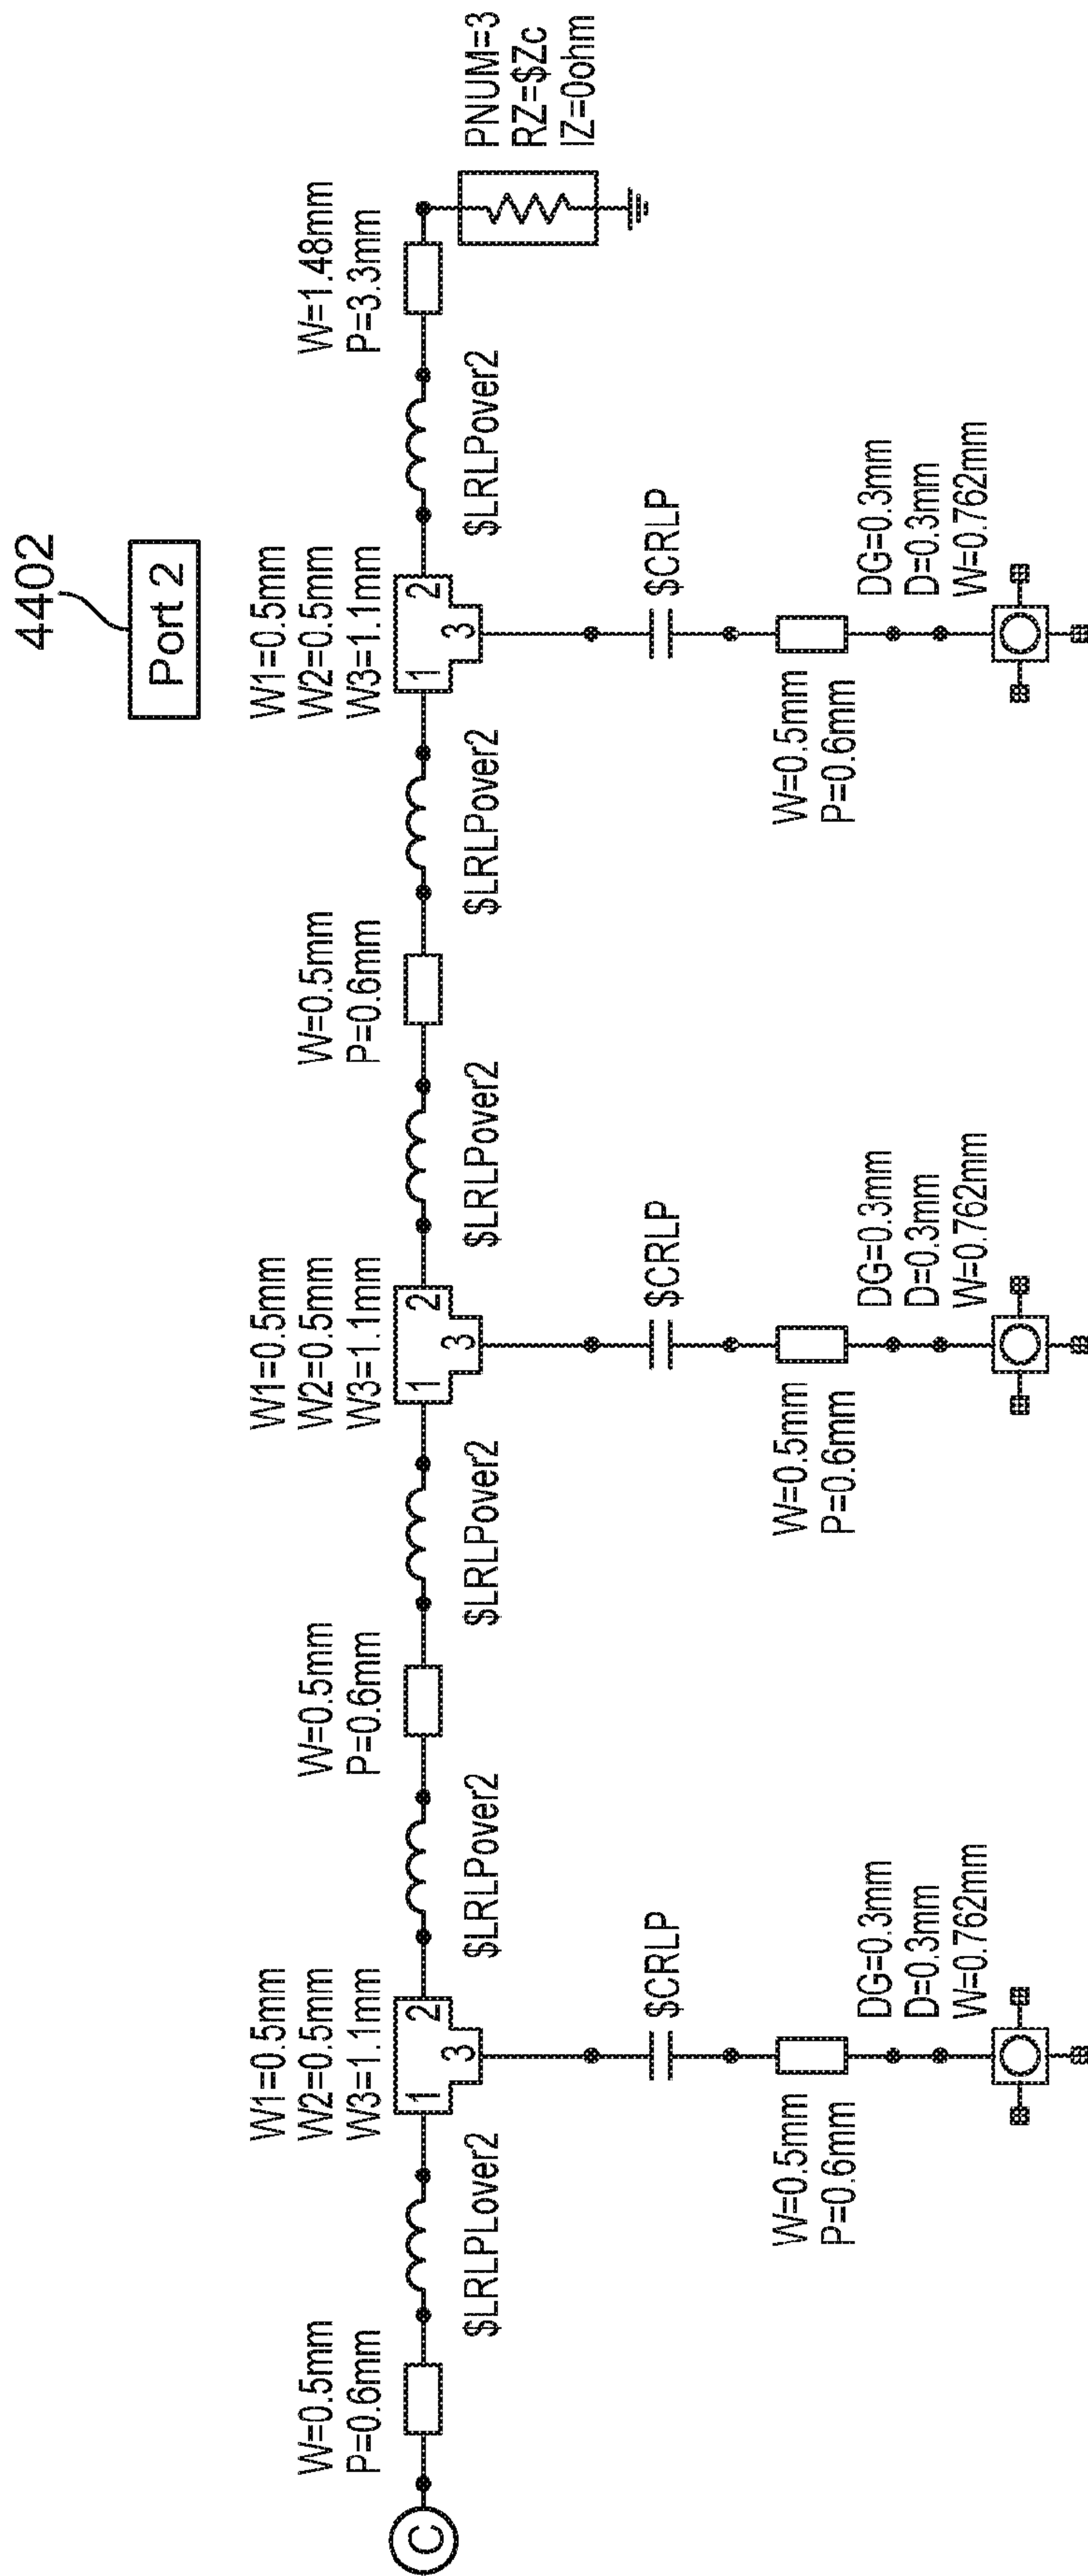 4402
Port 2
C
W=0.5mm
P=0.6mm
$LRLPLover2
W1=0.5mm
W2=0.5mm
W3=1.1mm
1
2
3
$CRLP
W=0.5mm
P=0.6mm
DG=0.3mm
D=0.3mm
W=0.762mm
$LRLPover2
W=0.5mm
P=0.6mm
$LRLPover2
W1=0.5mm
W2=0.5mm
W3=1.1mm
1
2
3
$CRLP
W=0.5mm
P=0.6mm
DG=0.3mm
D=0.3mm
W=0.762mm
$LRLPover2
W=0.5mm
P=0.6mm
$LRLPover2
W1=0.5mm
W2=0.5mm
W3=1.1mm
1
2
3
$CRLP
W=0.5mm
P=0.6mm
DG=0.3mm
D=0.3mm
W=0.762mm
$LRLPover2
W=1.48mm
P=3.3mm
PNUM=3
RZ=$Zc
IZ=0ohm